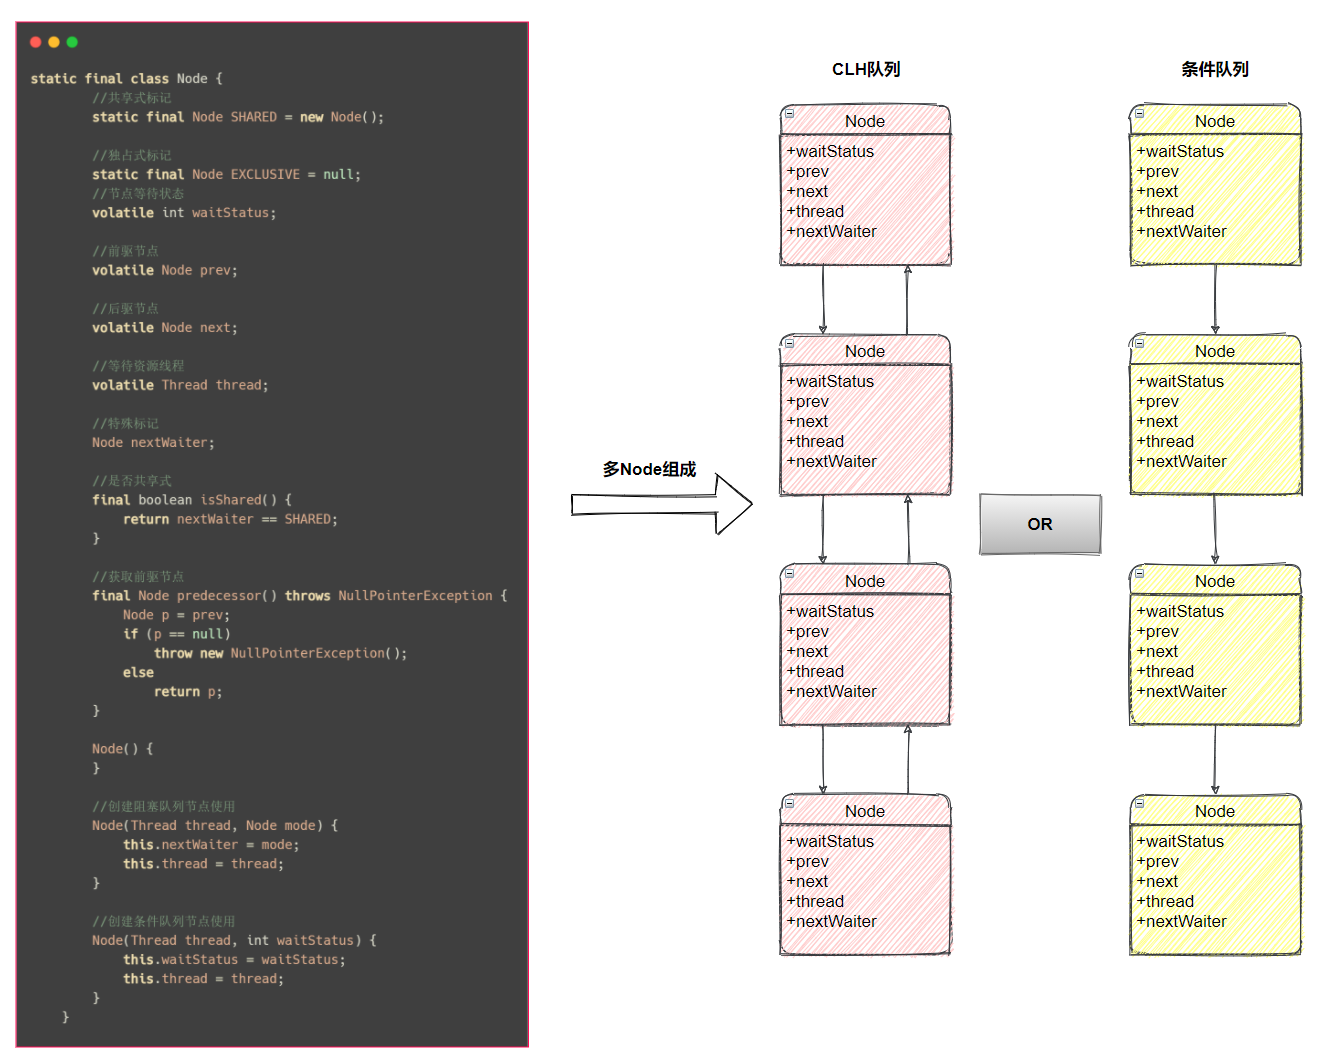 static final class Node {
//共享式标记
static final Node SHARED = new Node();
//独占式标记
static final Node EXCLUSIVE = null;
//节点等待状态
volatile int waitStatus;
//前驱节点
volatile Node prev;
//后驱节点
volatile Node next;
//等待资源线程
volatile Thread thread;
//特殊标记
Node nextWaiter;
//是否共享式
final boolean isShared() {
return nextWaiter == SHARED;
}
//获取前驱节点
final Node predecessor() throws NullPointerException {
Node p = prev;
if (p == null)
throw new NullPointerException();
else
return p;
}
Node() {
}
//创建阻塞队列节点使用
Node(Thread thread, Node mode) {
this.nextWaiter = mode;
this.thread = thread;
}
//创建条件队列节点使用
Node(Thread thread, int waitStatus) {
this.waitStatus = waitStatus;
this.thread = thread;
}
}
多Node组成
CLH队列
Node
+waitStatus
+prev
+next
+thread
+nextWaiter
Node
+waitStatus
+prev
+next
+thread
+nextWaiter
Node
+waitStatus
+prev
+next
+thread
+nextWaiter
Node
+waitStatus
+prev
+next
+thread
+nextWaiter
OR
条件队列
Node
+waitStatus
+prev
+next
+thread
+nextWaiter
Node
+waitStatus
+prev
+next
+thread
+nextWaiter
Node
+waitStatus
+prev
+next
+thread
+nextWaiter
Node
+waitStatus
+prev
+next
+thread
+nextWaiter